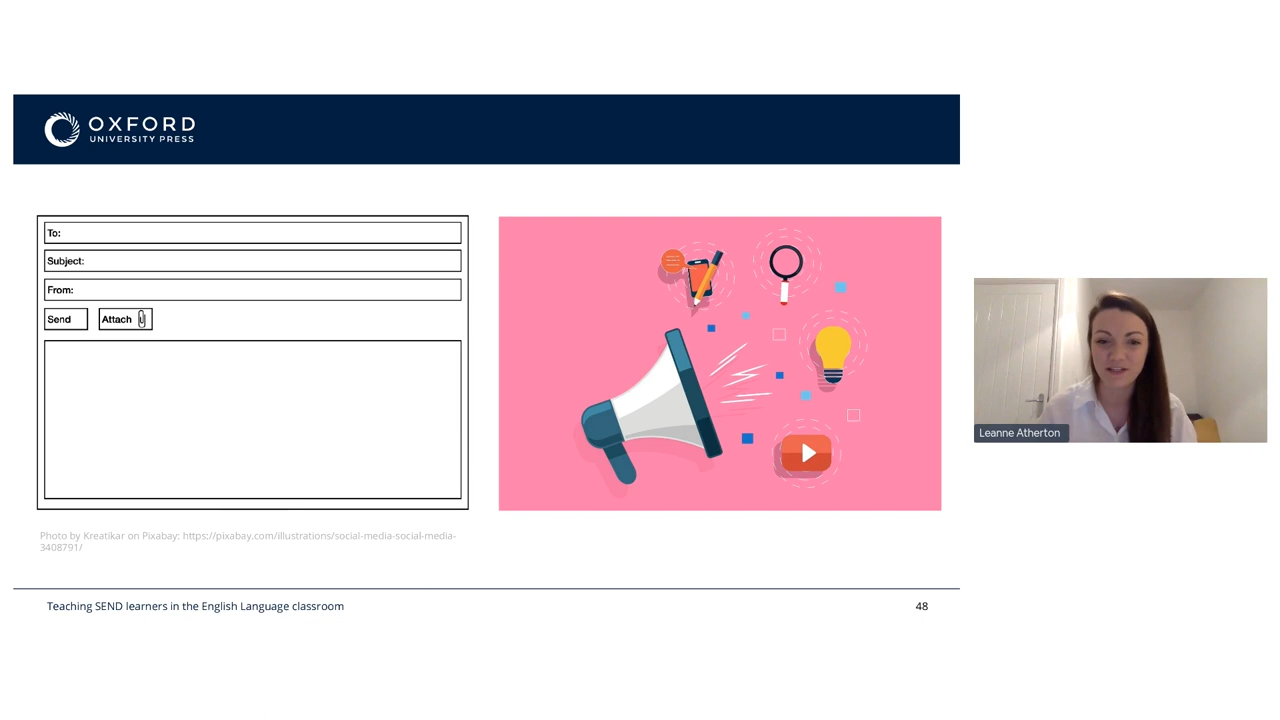 OXFORD
UNIVERSITY PRESS
To:
Subject:
From:
Send
Attach
Photo by Kreatikar on Pixabay: https://pixabay.com/illustrations/social-media-social-media-
3408791/
Leanne Atherton
Teaching SEND learners in the English Language classroom
48